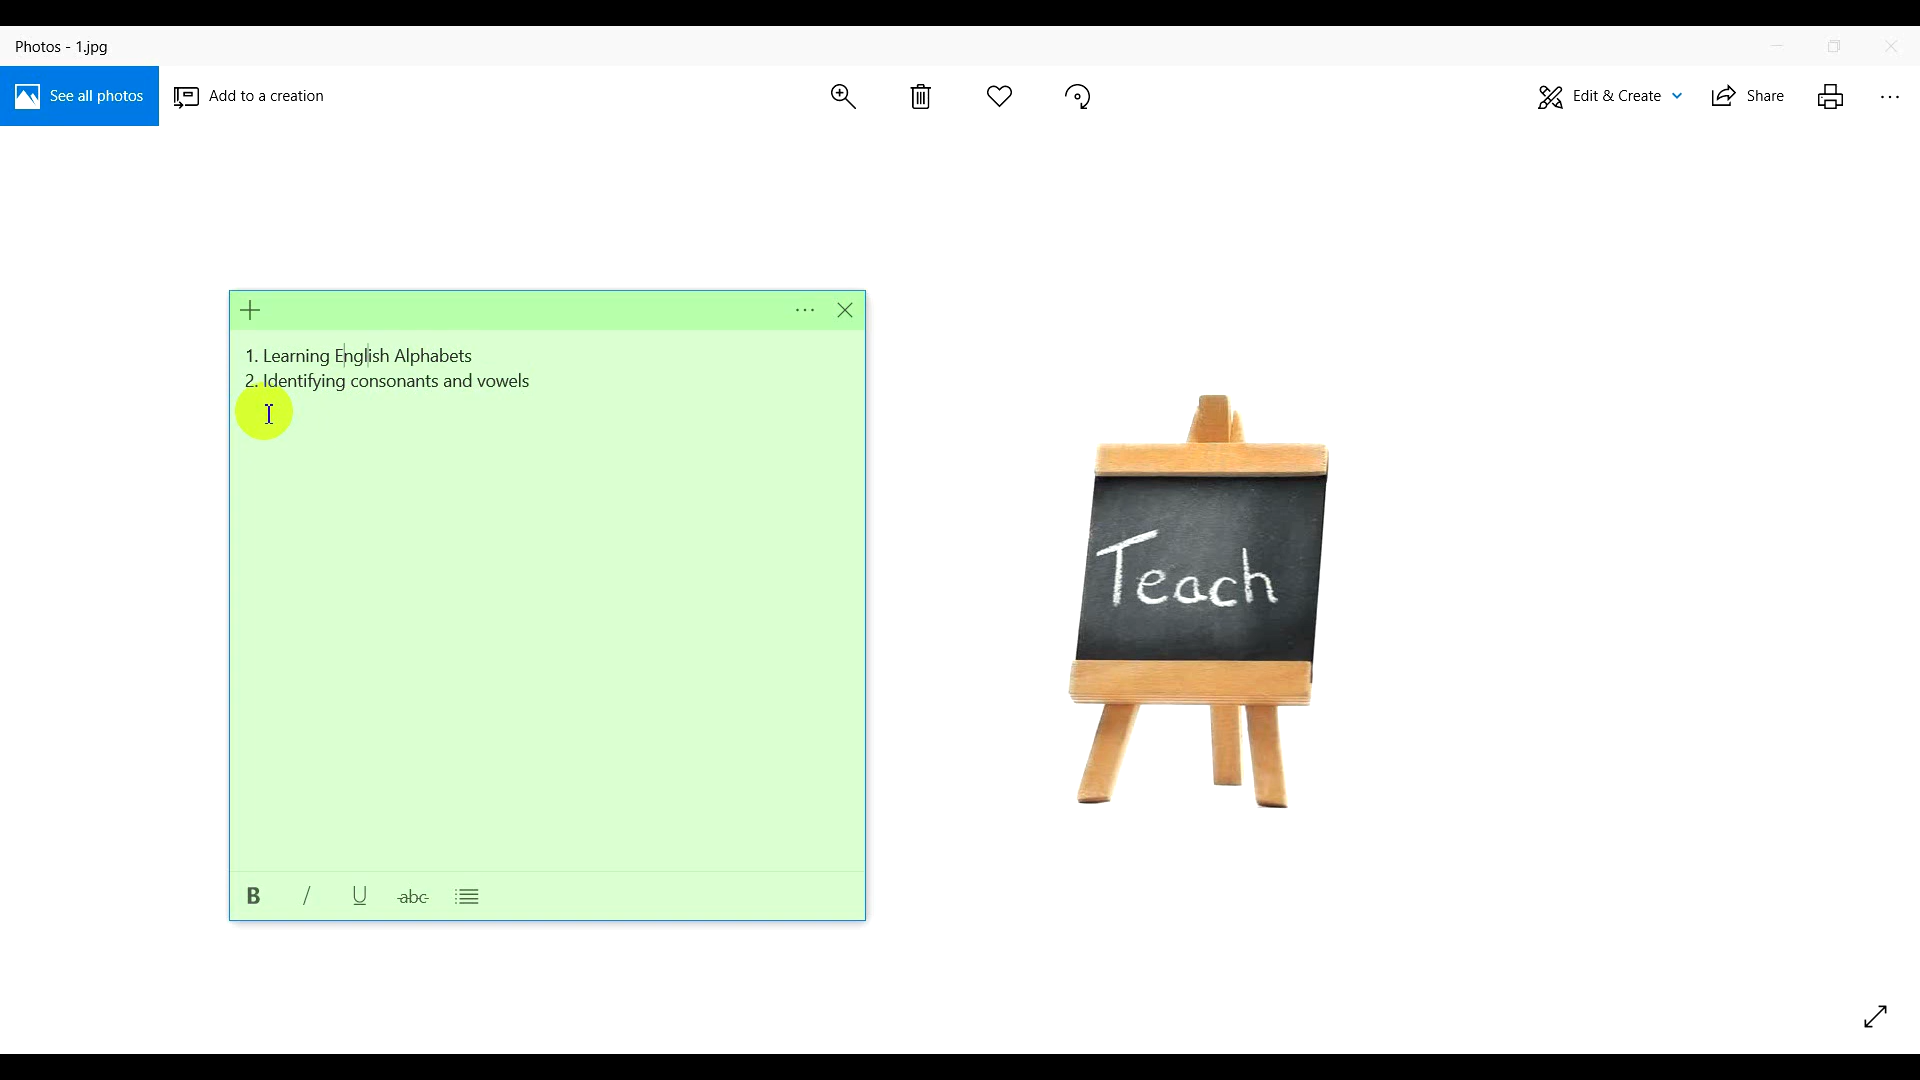 Photos - 1.jpg
See all photos
Add to a creation
Edit & Create
Share
1. Learning English Alphabets
2. Identifying consonants and vowels
Teach
B / U abc